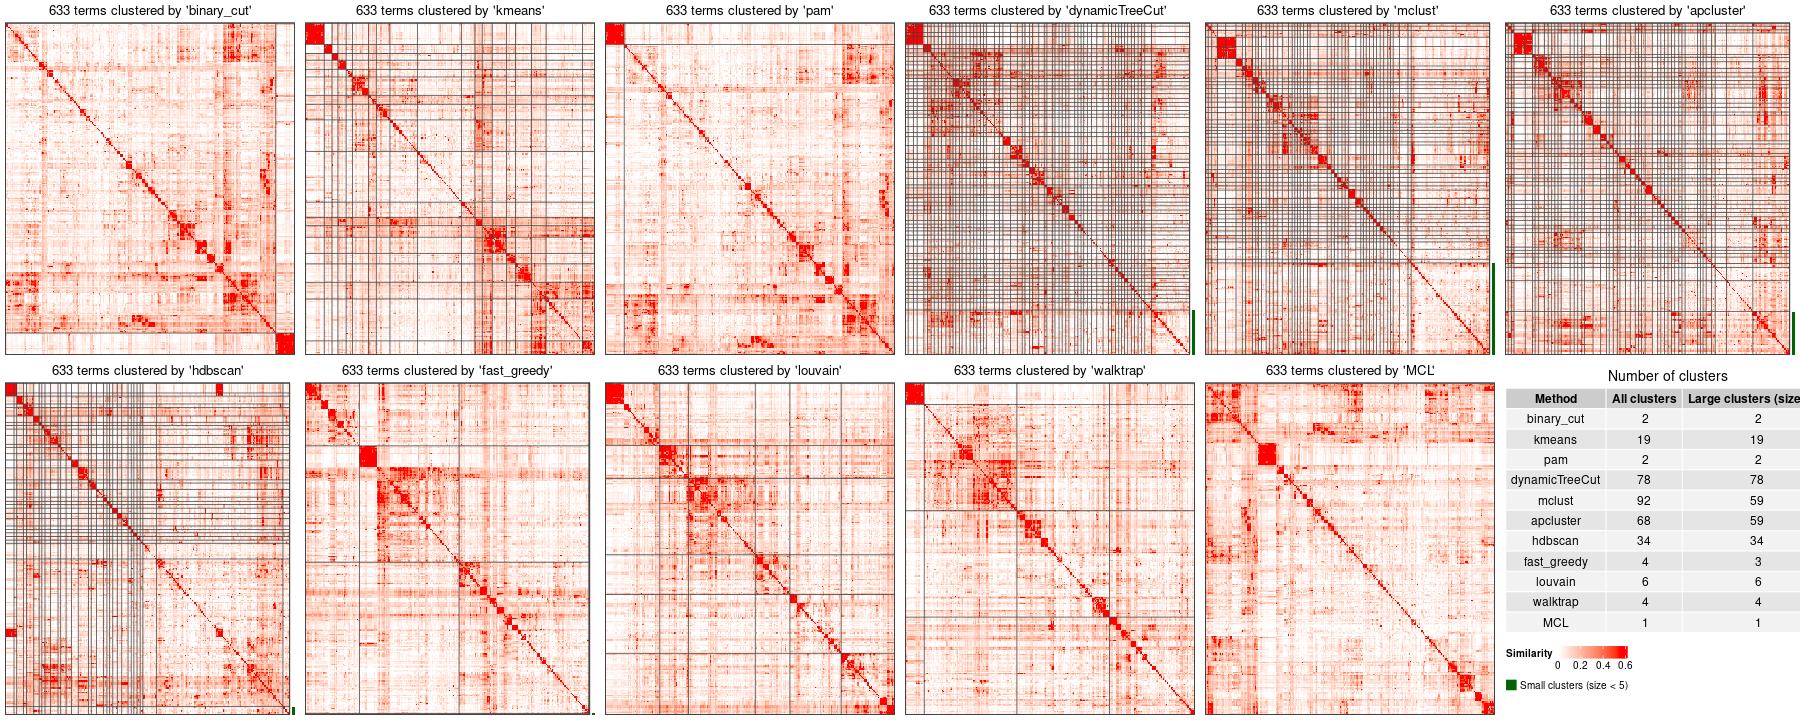 633 terms clustered by 'binary_cut'
633 terms clustered by 'kmeans'
633 terms clustered by 'pam'
633 terms clustered by 'dynamicTreeCut'
633 terms clustered by 'mclust'
633 terms clustered by 'apcluster'
633 terms clustered by 'hdbscan'
633 terms clustered by 'fast_greedy'
633 terms clustered by 'louvain'
633 terms clustered by 'walktrap'
633 terms clustered by 'MCL'
Number of clusters
Method All clusters Large clusters (size
binary_cut 2 2
kmeans 19 19
pam 2 2
dynamicTreeCut 78 78
mclust 92 59
apcluster 68 59
hdbscan 34 34
fast_greedy 4 3
louvain 6 6
walktrap 4 4
MCL 1 1
Similarity
0 0.2 0.4 0.6
Small clusters (size < 5)